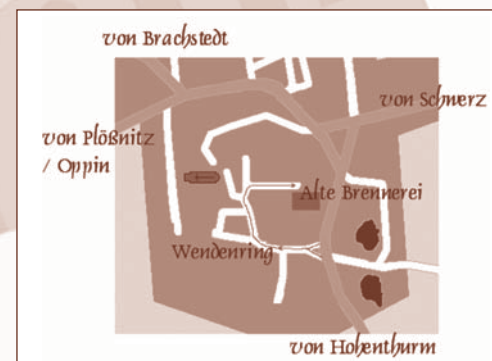 von Brachstedt
von Schwerz
von Plößnitz
/ Oppin
Alte Brennerei
Wendenring
von Hohenthurm